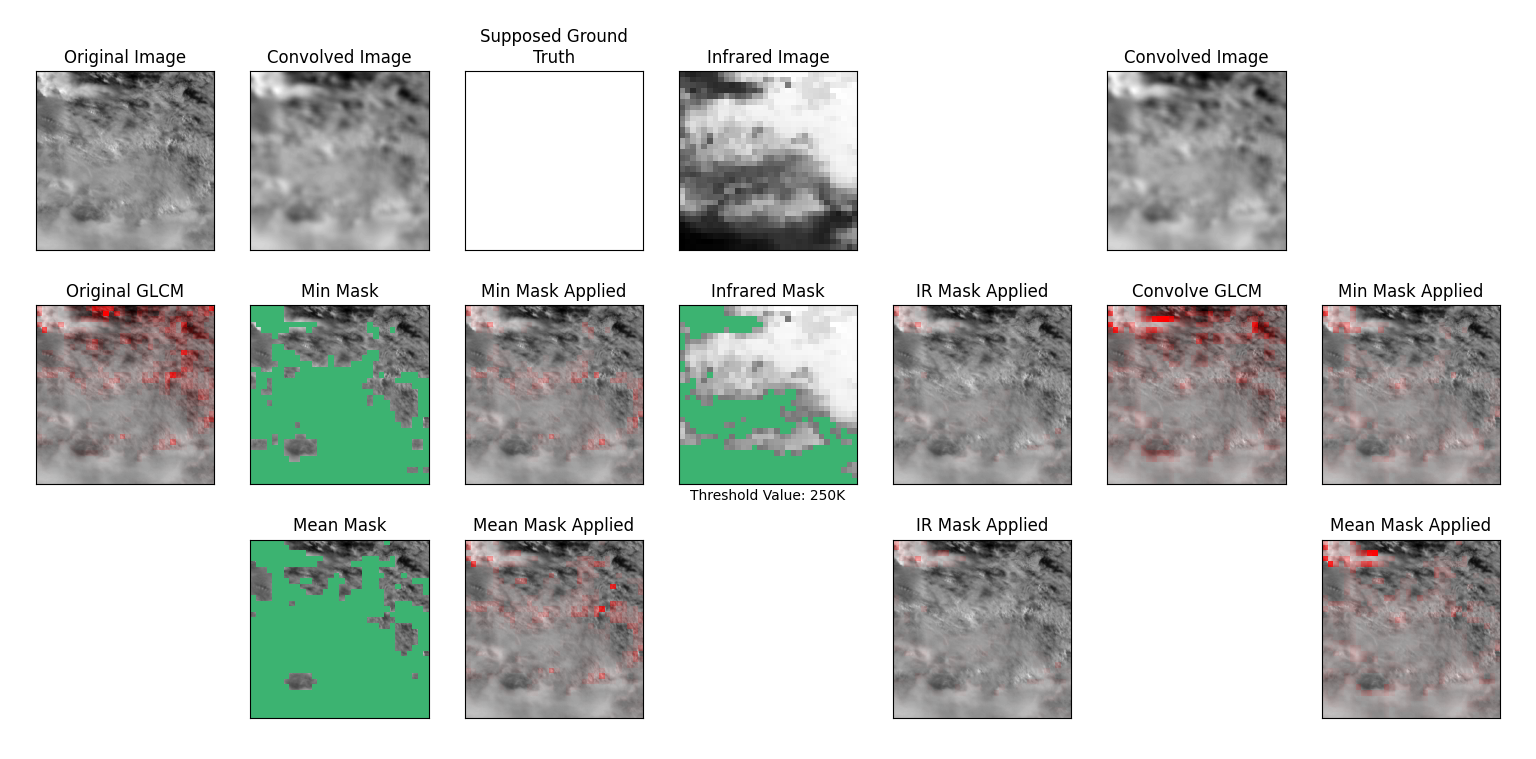 Original Image
Convolved Image
Supposed Ground
Truth
Infrared Image
Convolved Image
Original GLCM
Min Mask
Min Mask Applied
Infrared Mask
IR Mask Applied
Convolve GLCM
Min Mask Applied
Threshold Value: 250K
Mean Mask
Mean Mask Applied
IR Mask Applied
Mean Mask Applied